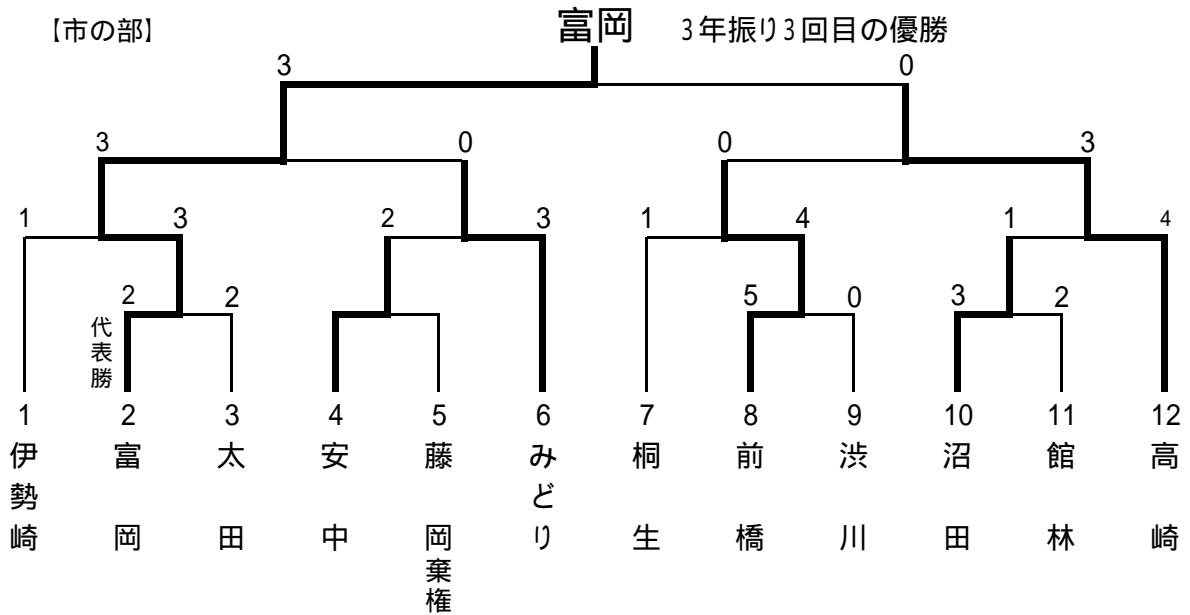 【市の部】
富岡 3年振り3回目の優勝
3 0
3 0 0 3
1 3 2 3 1 4 1 4
2 2 5 0 3 2
代表勝
1 2 3 4 5 6 7 8 9 10 11 12
伊勢崎
富岡
太田
安中
藤岡棄権
みどり
桐生
前橋
渋川
沼田
館林
高崎